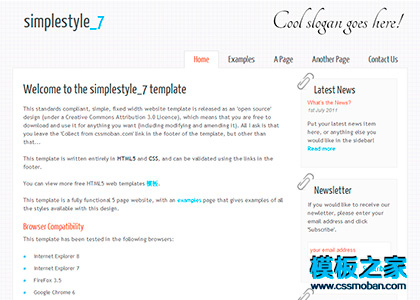 simplestyle_7
Cool slogan goes here!
Home Examples A Page Another Page Contact Us
Welcome to the simplestyle_7 template
This standards compliant, simple, fixed width website template is released as an 'open source'
design (under a Creative Commons Attribution 3.0 Licence), which means that you are free to
download and use it for anything you want (including modifying and amending it). All I ask is that
you leave the 'Collect from cssmoban.com' link in the footer of the template, but other than
that...
This template is written entirely in HTML5 and CSS, and can be validated using the links in the
footer.
You can view more free HTML5 web templates 模板.
This template is a fully functional 5 page website, with an examples page that gives examples of all
the styles available with this design.
Browser Compatibility
This template has been tested in the following browsers:
Internet Explorer 8
Internet Explorer 7
FireFox 3.5
Google Chrome 6
Latest News
What's the News?
1st July 2011
Put your latest news item
here, or anything else you
would like in the sidebar!
Read more
Newsletter
If you would like to receive our
newletter, please enter your
email address and click
'Subscribe'.
your email address
模板之家
www.cssmoban.com